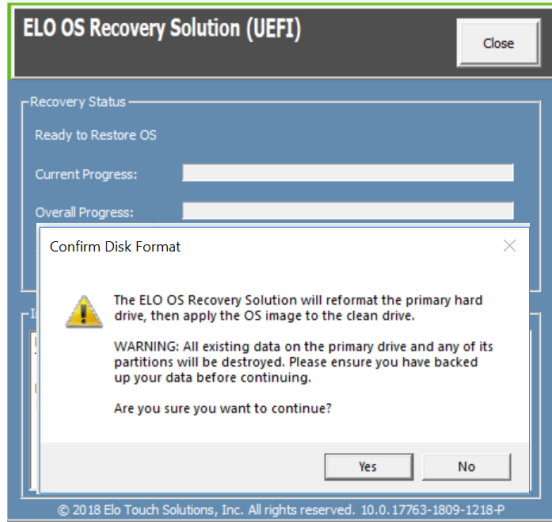 ELO OS Recovery Solution (UEFI)
Close
Recovery Status
Ready to Restore OS
Current Progress:
Overall Progress:
Confirm Disk Format
The ELO OS Recovery Solution will reformat the primary hard
drive, then apply the OS image to the clean drive.
WARNING: All existing data on the primary drive and any of its
partitions will be destroyed. Please ensure you have backed
up your data before continuing.
Are you sure you want to continue?
Yes
No
© 2018 Elo Touch Solutions, Inc. All rights reserved. 10.0.17763-1809-1218-P